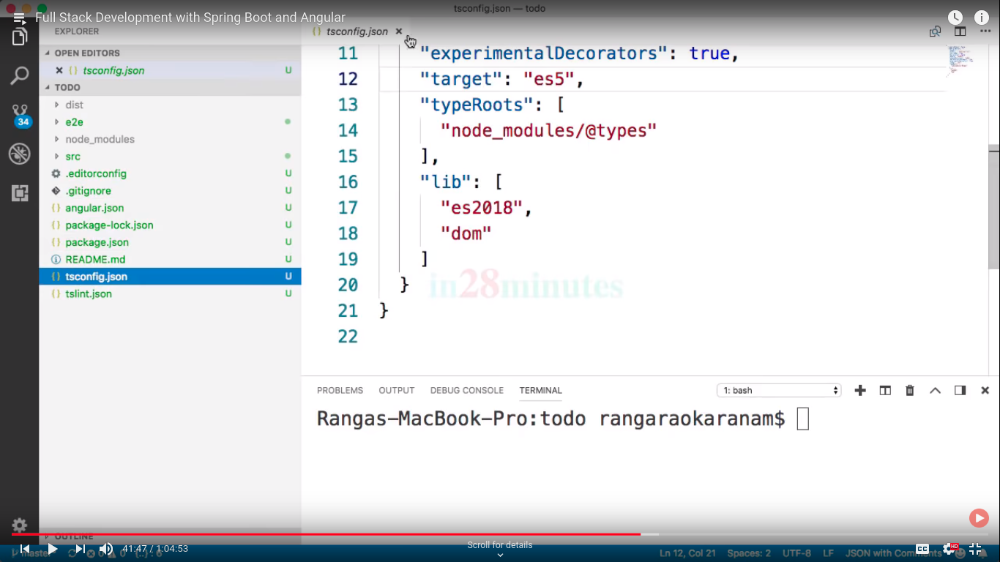 tsconfig.json — todo
Full Stack Development with Spring Boot and Angular
EXPLORER
OPEN EDITORS
tsconfig.json U
TODO
dist
e2e
node_modules
src
.editorconfig U
.gitignore U
angular.json U
package-lock.json U
package.json U
README.md U
tsconfig.json U
tslint.json U
OUTLINE
34
tsconfig.json
11 "experimentalDecorators": true,
12 "target": "es5",
13 "typeRoots": [
14 "node_modules/@types"
15 ],
16 "lib": [
17 "es2018",
18 "dom"
19 ]
20 }
21 }
22
in28minutes
PROBLEMS OUTPUT DEBUG CONSOLE TERMINAL 1: bash
Rangas-MacBook-Pro:todo rangaraokaranam$
41:47 / 1:04:53
Scroll for details
CC HD
master
Ln 12, Col 21 Spaces: 2 UTF-8 LF JSON with Comments